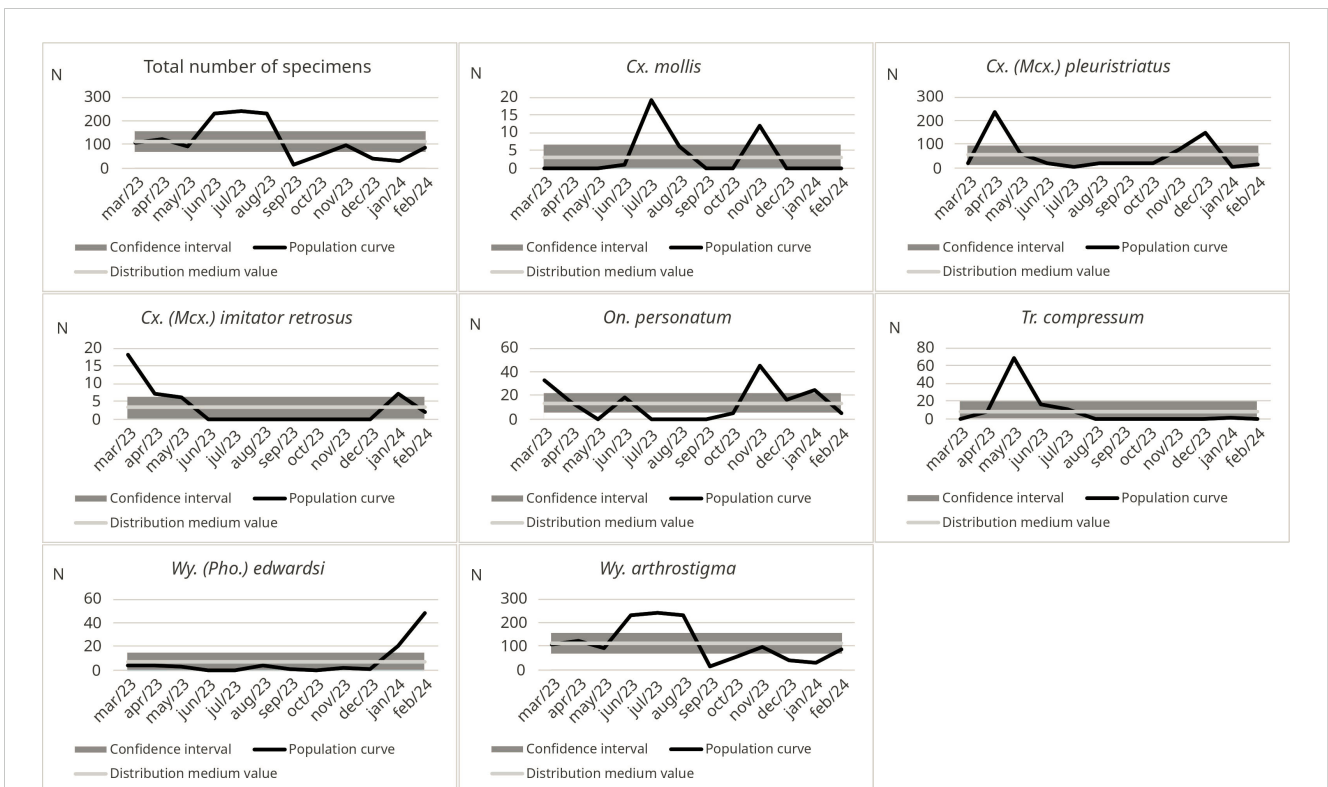 Total number of specimens
N
300
200
100
0
mar/23 apr/23 may/23 jun/23 jul/23 aug/23 sep/23 oct/23 nov/23 dec/23 jan/24 feb/24
Confidence interval Population curve
Distribution medium value
Cx. mollis
N
20
15
10
5
0
mar/23 apr/23 may/23 jun/23 jul/23 aug/23 sep/23 oct/23 nov/23 dec/23 jan/24 feb/24
Confidence interval Population curve
Distribution medium value
Cx. (Mcx.) pleuristriatus
N
300
200
100
0
mar/23 apr/23 may/23 jun/23 jul/23 aug/23 sep/23 oct/23 nov/23 dec/23 jan/24 feb/24
Confidence interval Population curve
Distribution medium value
Cx. (Mcx.) imitator retrosus
N
20
15
10
5
0
mar/23 apr/23 may/23 jun/23 jul/23 aug/23 sep/23 oct/23 nov/23 dec/23 jan/24 feb/24
Confidence interval Population curve
Distribution medium value
On. personatum
N
60
40
20
0
mar/23 apr/23 may/23 jun/23 jul/23 aug/23 sep/23 oct/23 nov/23 dec/23 jan/24 feb/24
Confidence interval Population curve
Distribution medium value
Tr. compressum
N
80
60
40
20
0
mar/23 apr/23 may/23 jun/23 jul/23 aug/23 sep/23 oct/23 nov/23 dec/23 jan/24 feb/24
Confidence interval Population curve
Distribution medium value
Wy. (Pho.) edwardsi
N
60
40
20
0
mar/23 apr/23 may/23 jun/23 jul/23 aug/23 sep/23 oct/23 nov/23 dec/23 jan/24 feb/24
Confidence interval Population curve
Distribution medium value
Wy. arthrostigma
N
300
200
100
0
mar/23 apr/23 may/23 jun/23 jul/23 aug/23 sep/23 oct/23 nov/23 dec/23 jan/24 feb/24
Confidence interval Population curve
Distribution medium value